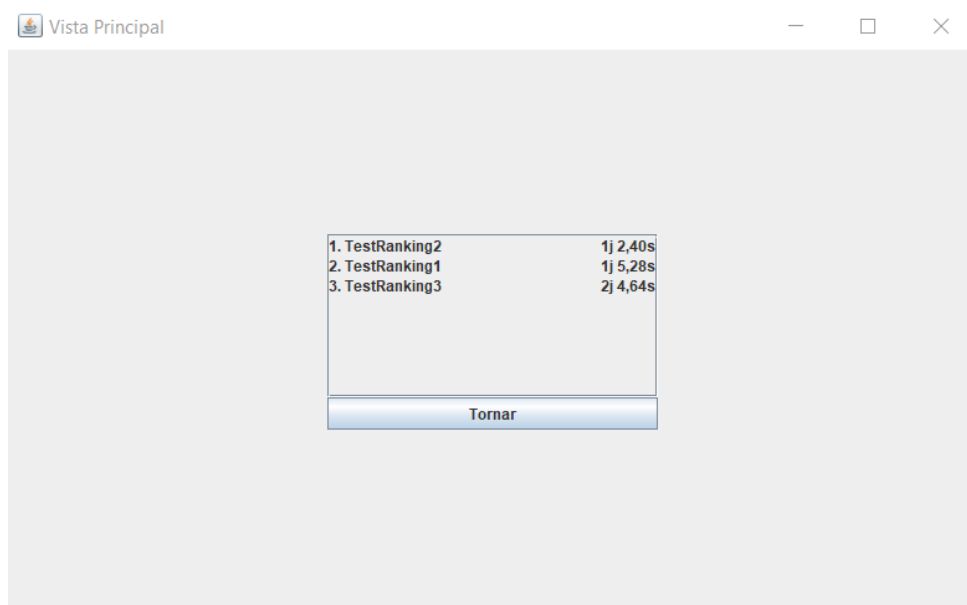 Vista Principal
1. TestRanking2 1j 2,40s
2. TestRanking1 1j 5,28s
3. TestRanking3 2j 4,64s
Tornar